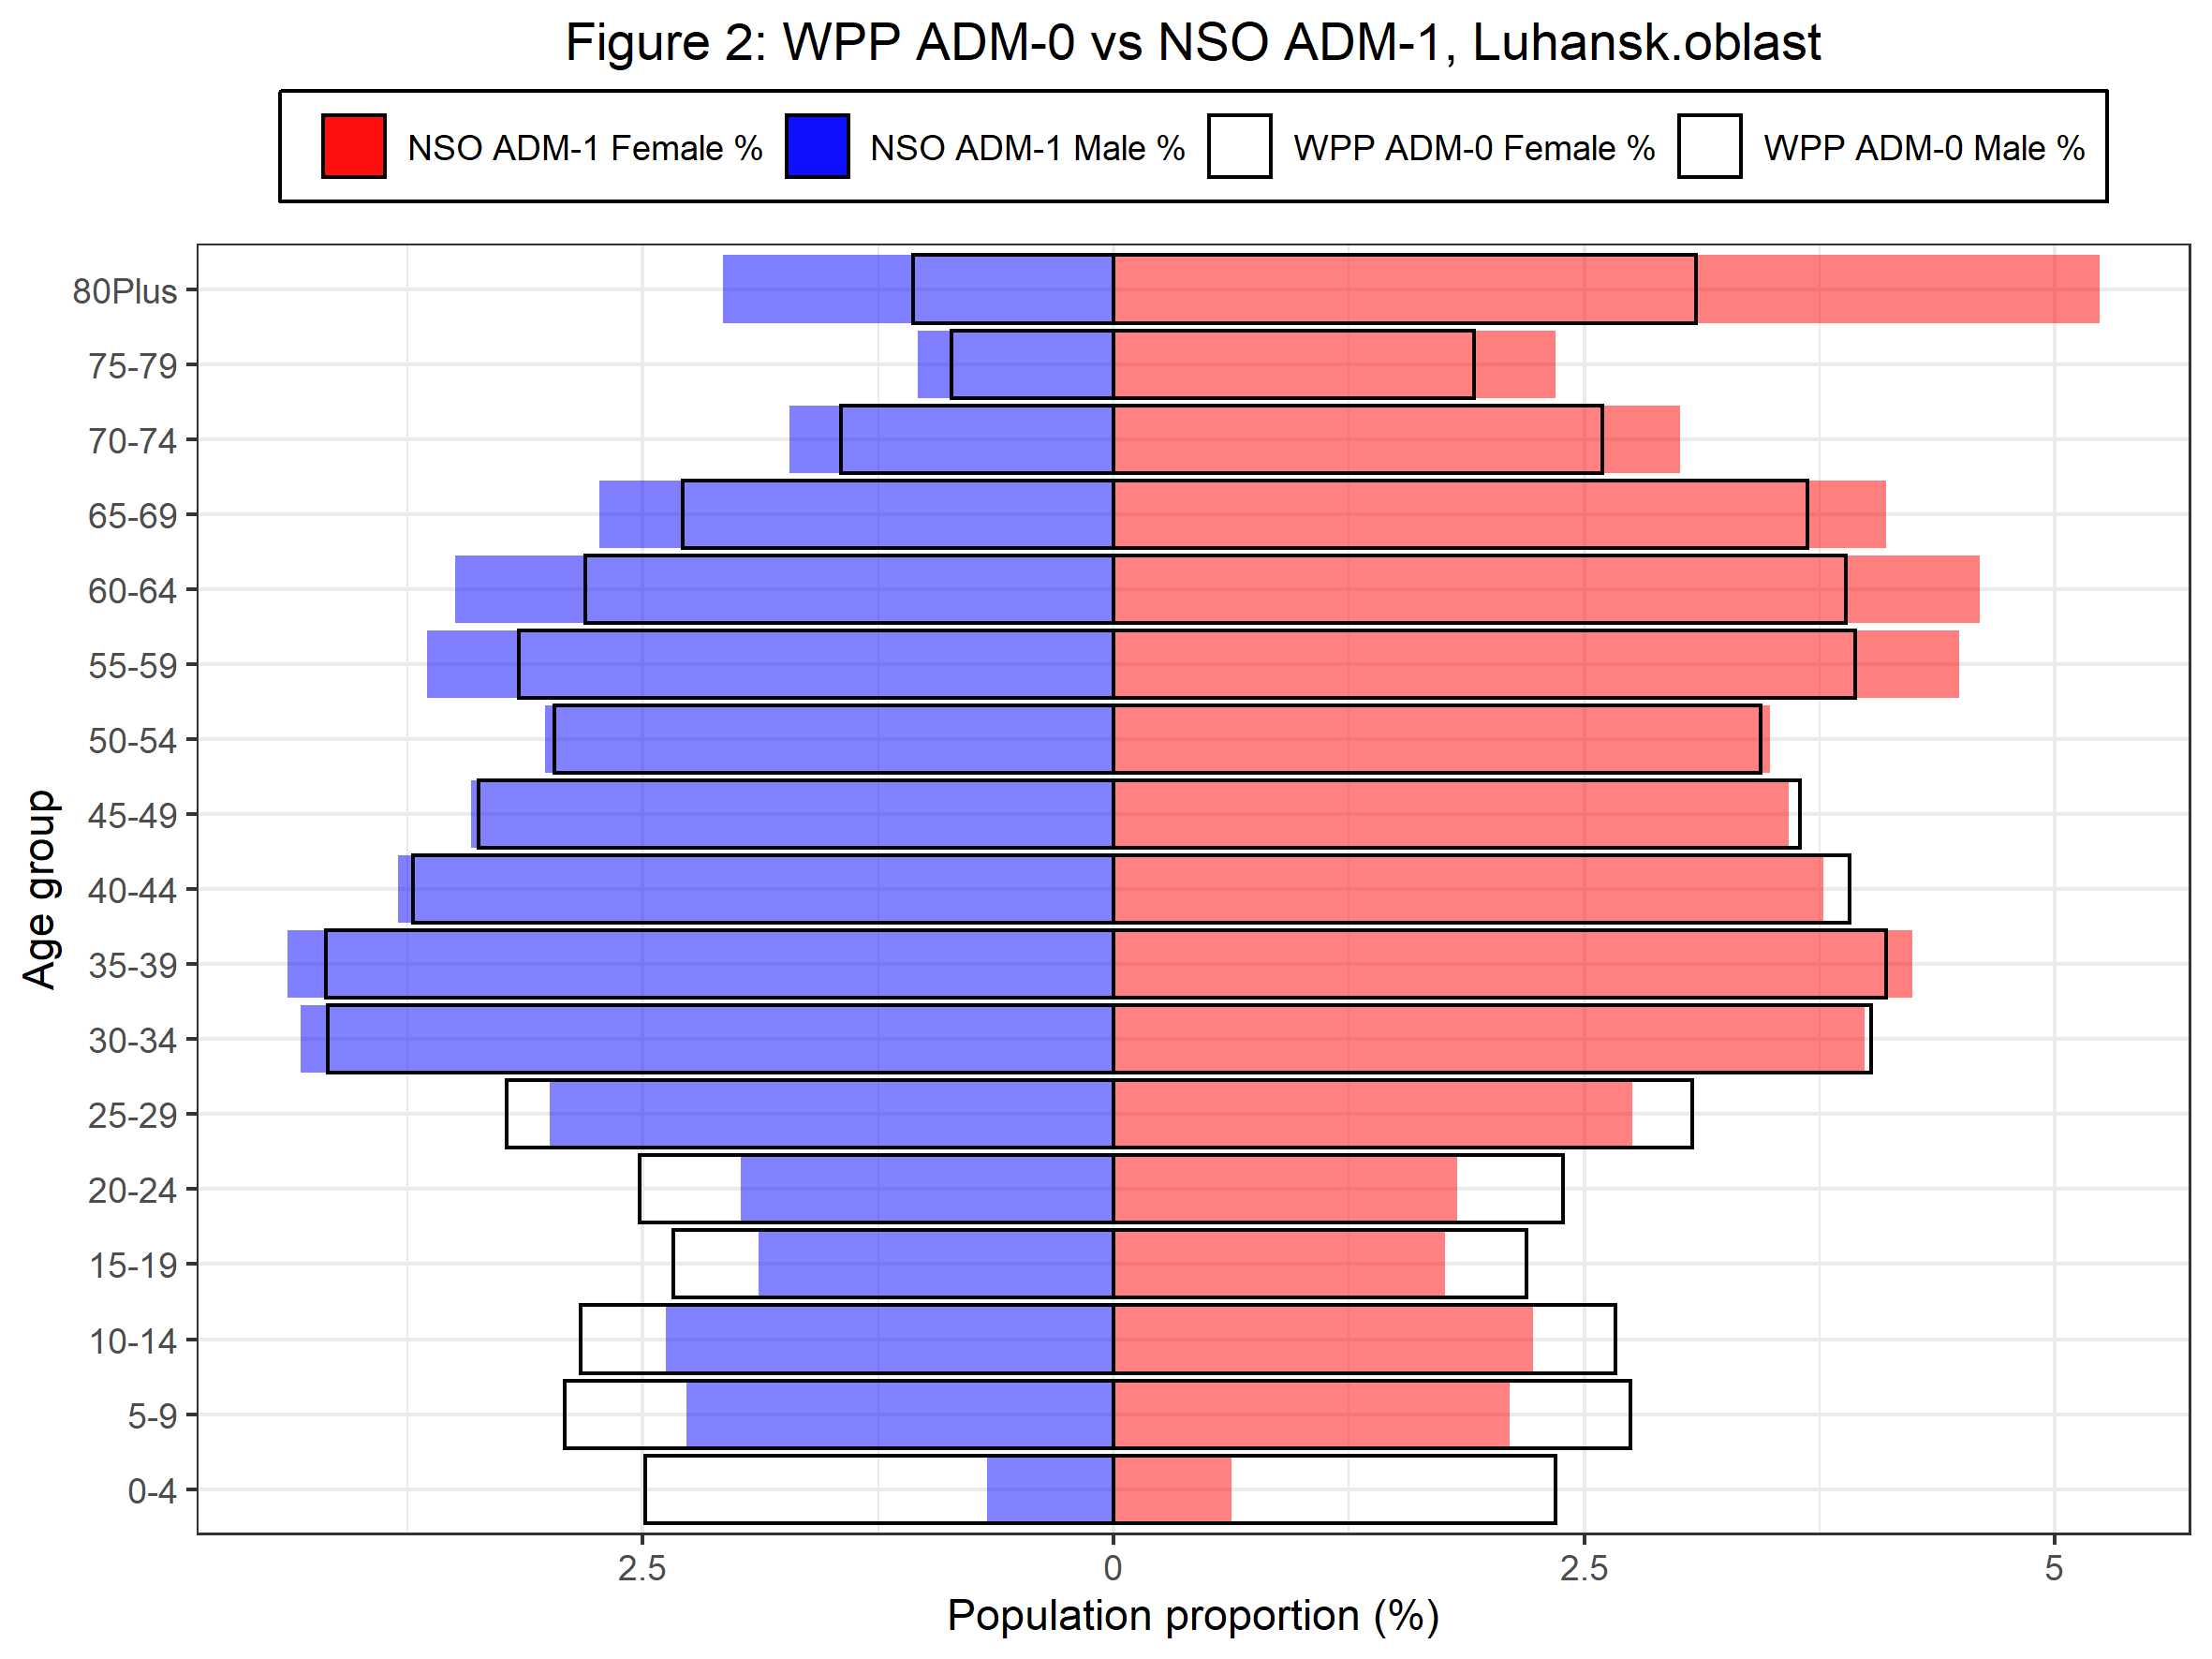 Figure 2: WPP ADM-0 vs NSO ADM-1, Luhansk.oblast
NSO ADM-1 Female % NSO ADM-1 Male % WPP ADM-0 Female % WPP ADM-0 Male %
Age group
80Plus
75-79
70-74
65-69
60-64
55-59
50-54
45-49
40-44
35-39
30-34
25-29
20-24
15-19
10-14
5-9
0-4
2.5 0 2.5 5
Population proportion (%)